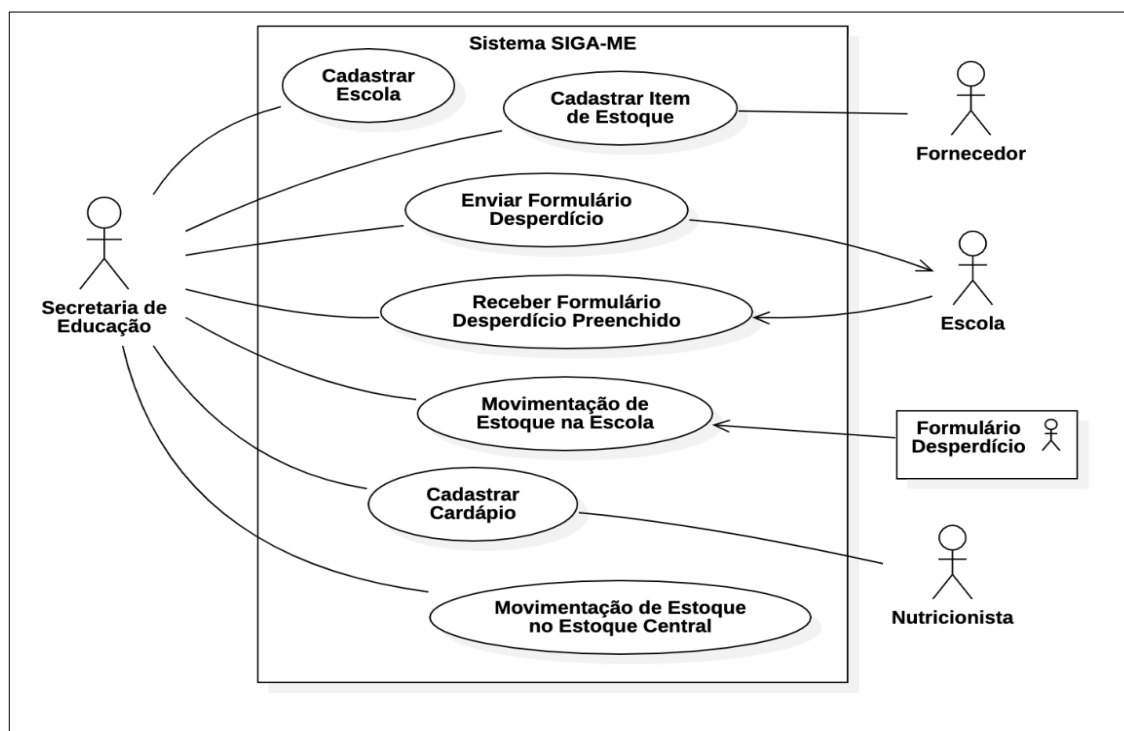 Sistema SIGA-ME
Cadastrar
Escola
Cadastrar Item
de Estoque
Fornecedor
Enviar Formulário
Desperdício
Secretaria de
Educação
Receber Formulário
Desperdício Preenchido
Escola
Movimentação de
Estoque na Escola
Formulário
Desperdício
Cadastrar
Cardápio
Movimentação de Estoque
no Estoque Central
Nutricionista